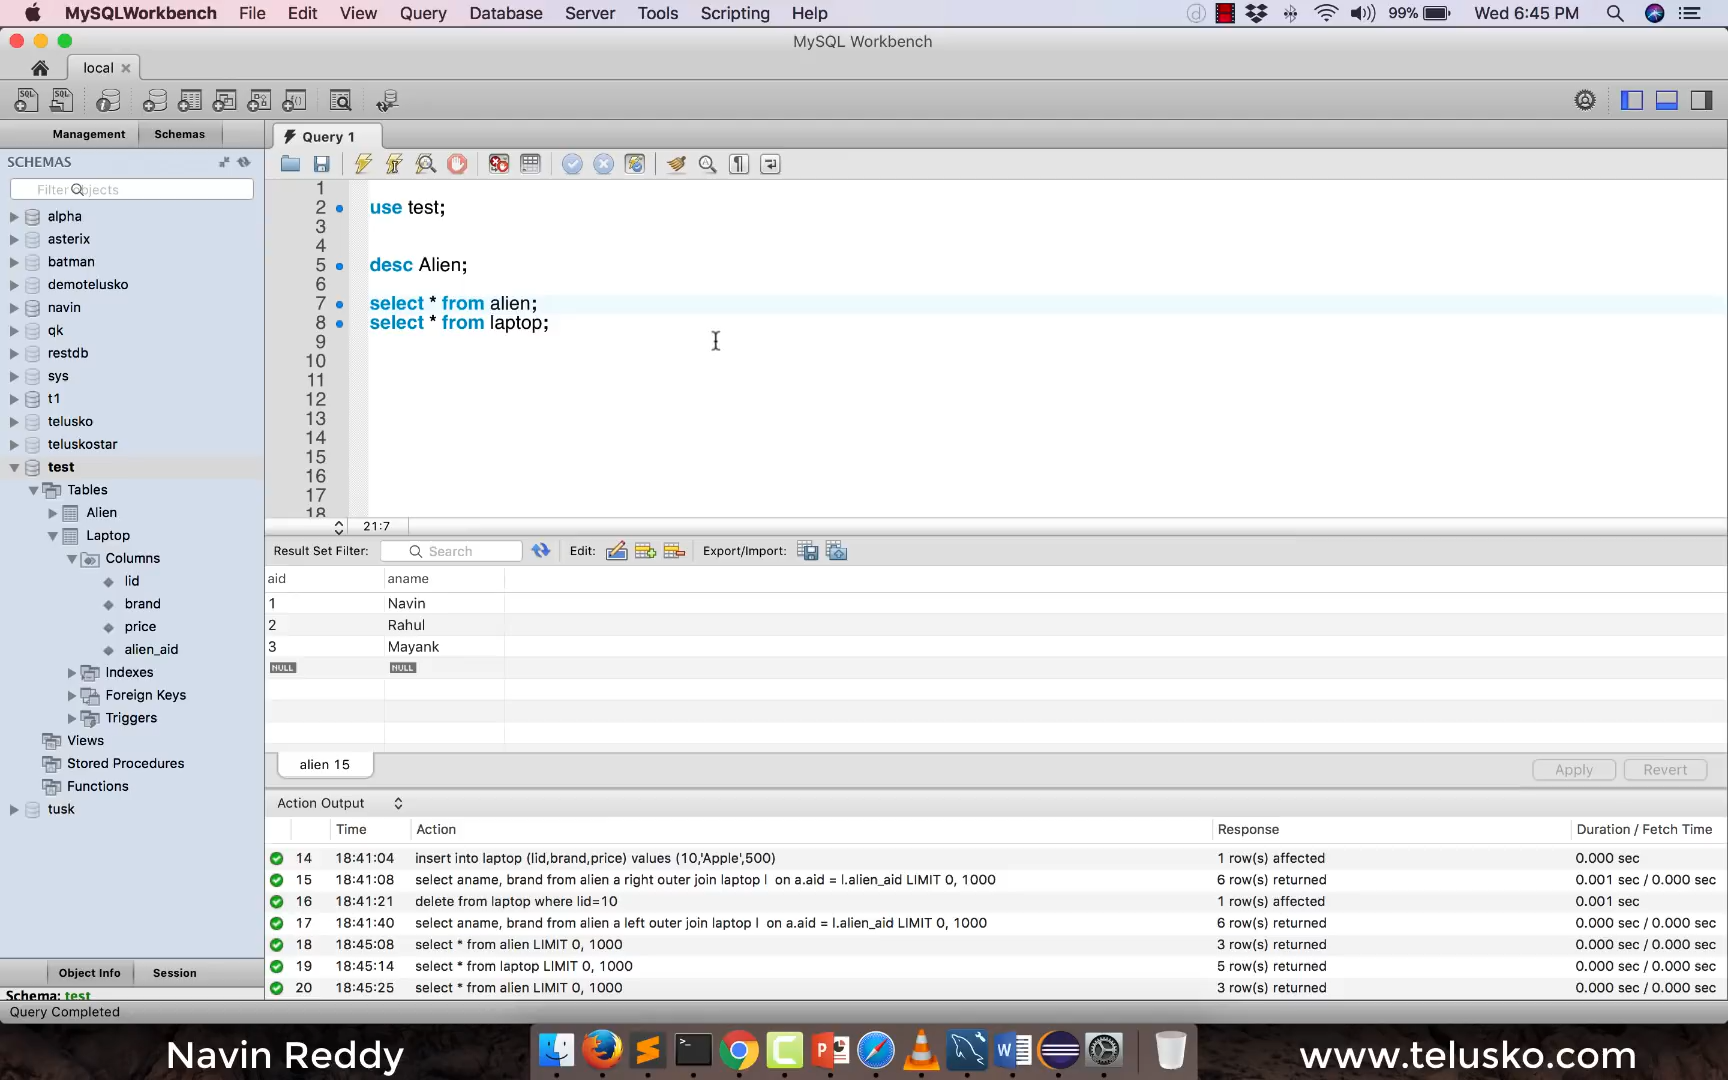 MySQLWorkbench File Edit View Query Database Server Tools Scripting Help 99% Wed 6:45 PM
MySQL Workbench
local
Management Schemas
Query 1
SCHEMAS
Filter objects
alpha
asterix
batman
demotelusko
navin
qk
restdb
sys
t1
telusko
teluskostar
test
Tables
Alien
Laptop
Columns
lid
brand
price
alien_aid
Indexes
Foreign Keys
Triggers
Views
Stored Procedures
Functions
tusk
Object Info Session
Schema: test
Query Completed
1
2 use test;
3
4
5 desc Alien;
6
7 select * from alien;
8 select * from laptop;
9
10
11
12
13
14
15
16
17
18
21:7
Result Set Filter: Search Edit: Export/Import:
aid aname
1 Navin
2 Rahul
3 Mayank
NULL NULL
alien 15 Apply Revert
Action Output
Time Action Response Duration / Fetch Time
14 18:41:04 insert into laptop (lid,brand,price) values (10,'Apple',500) 1 row(s) affected 0.000 sec
15 18:41:08 select aname, brand from alien a right outer join laptop l on a.aid = l.alien_aid LIMIT 0, 1000 6 row(s) returned 0.001 sec / 0.000 sec
16 18:41:21 delete from laptop where lid=10 1 row(s) affected 0.001 sec
17 18:41:40 select aname, brand from alien a left outer join laptop l on a.aid = l.alien_aid LIMIT 0, 1000 6 row(s) returned 0.000 sec / 0.000 sec
18 18:45:08 select * from alien LIMIT 0, 1000 3 row(s) returned 0.000 sec / 0.000 sec
19 18:45:14 select * from laptop LIMIT 0, 1000 5 row(s) returned 0.000 sec / 0.000 sec
20 18:45:25 select * from alien LIMIT 0, 1000 3 row(s) returned 0.000 sec / 0.000 sec
Navin Reddy
www.telusko.com